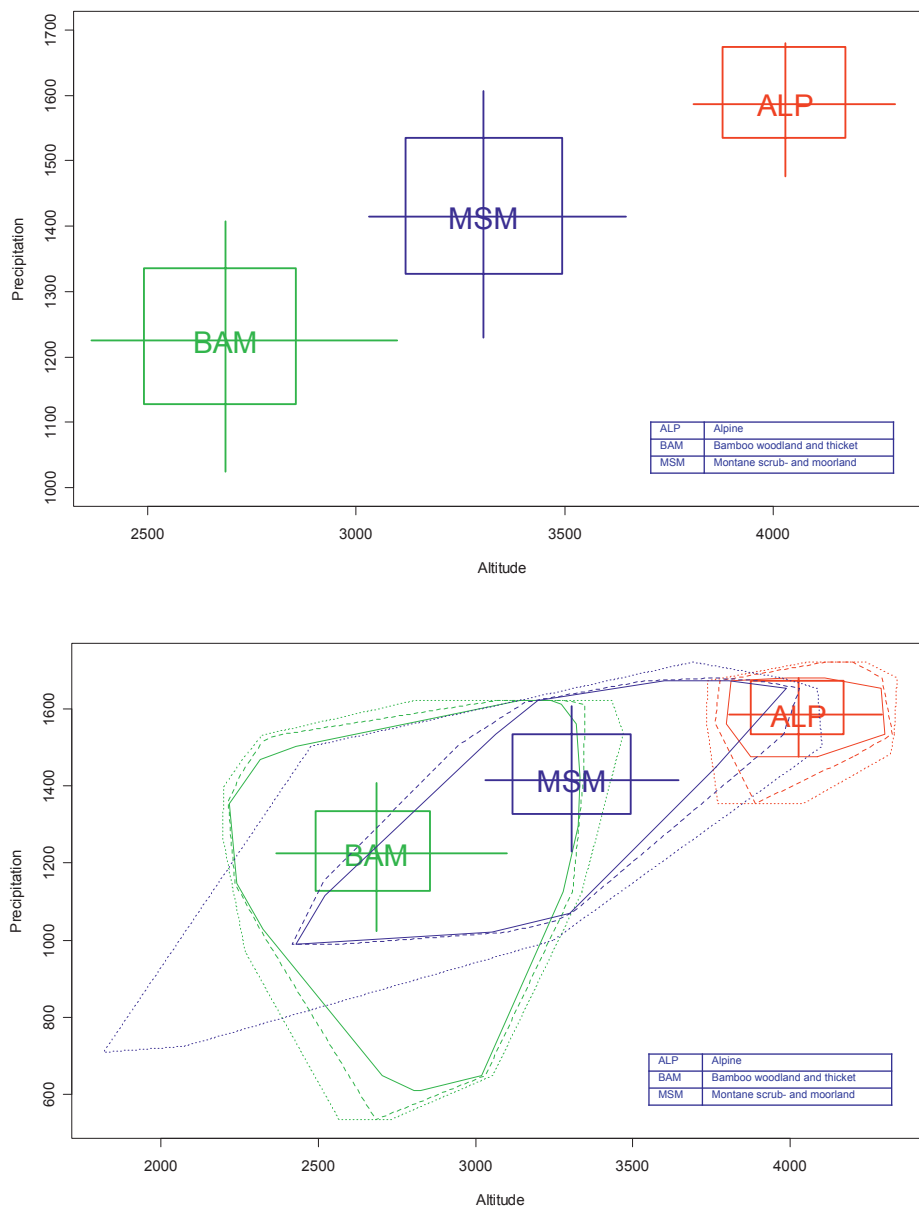 1700
1600
1500
1400
1300
1200
1100
1000
Precipitation
ALP
MSM
BAM
ALP Alpine
BAM Bamboo woodland and thicket
MSM Montane scrub- and moorland
2500 3000 3500 4000
Altitude
1600
1400
1200
1000
800
600
Precipitation
ALP
MSM
BAM
ALP Alpine
BAM Bamboo woodland and thicket
MSM Montane scrub- and moorland
2000 2500 3000 3500 4000
Altitude